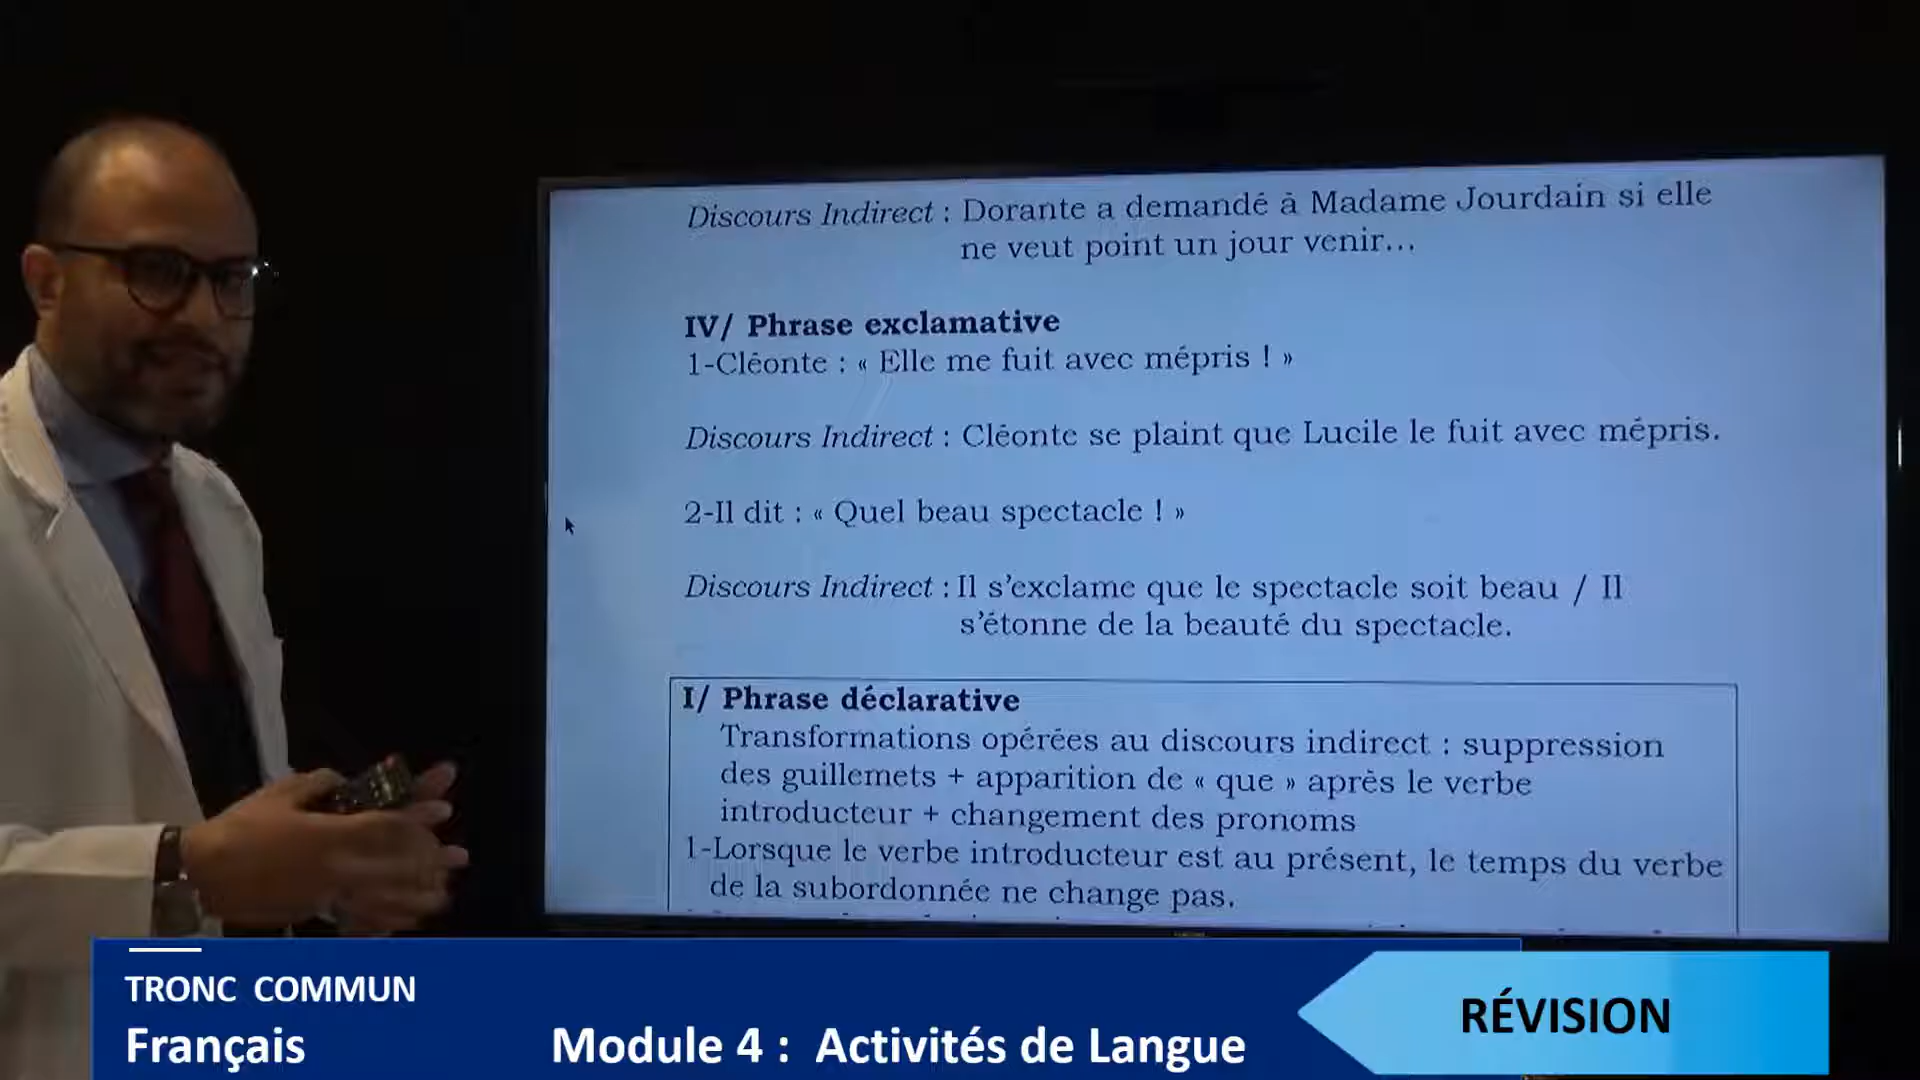 Discours Indirect : Dorante a demandé à Madame Jourdain si elle
ne veut point un jour venir...
IV/ Phrase exclamative
1-Cléonte : « Elle me fuit avec mépris ! »
Discours Indirect : Cléonte se plaint que Lucile le fuit avec mépris.
2-Il dit : « Quel beau spectacle ! »
Discours Indirect : Il s’exclame que le spectacle soit beau / Il
s’étonne de la beauté du spectacle.
I/ Phrase déclarative
Transformations opérées au discours indirect : suppression
des guillemets + apparition de « que » après le verbe
introducteur + changement des pronoms
1-Lorsque le verbe introducteur est au présent, le temps du verbe
de la subordonnée ne change pas.
TRONC COMMUN
Français
Module 4 : Activités de Langue
RÉVISION